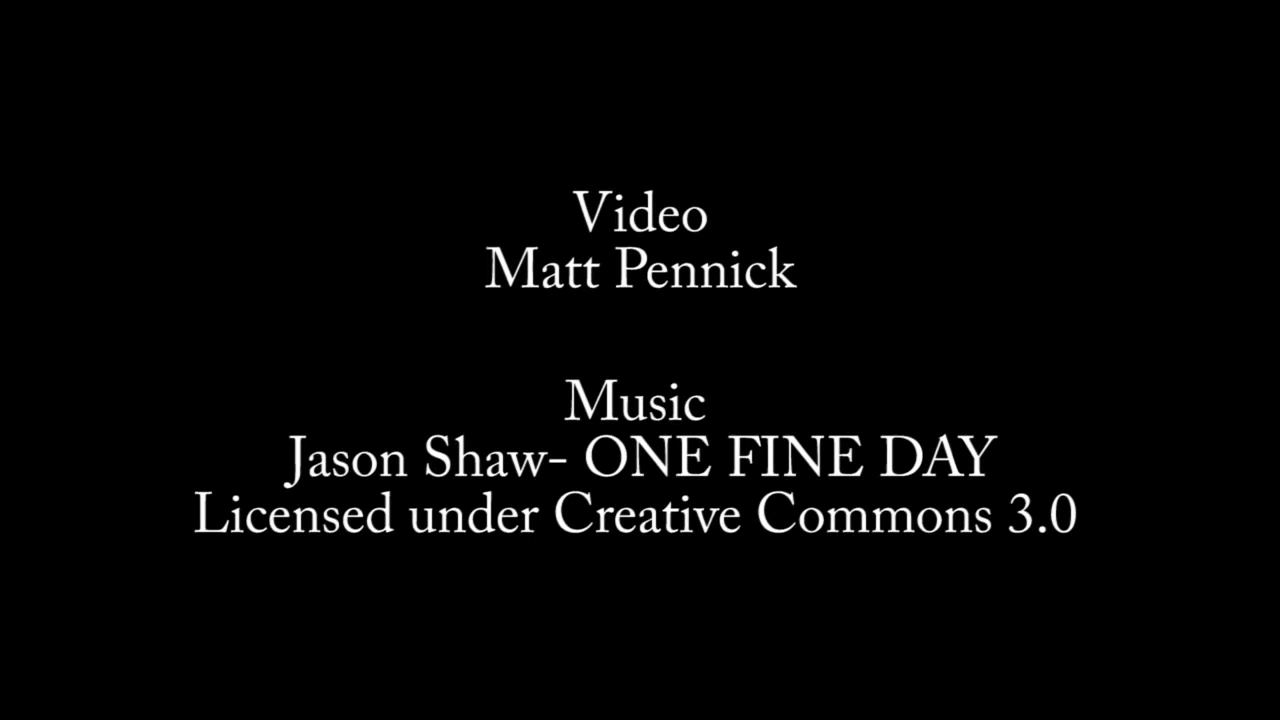 Video
Matt Pennick
Music
Jason Shaw- ONE FINE DAY
Licensed under Creative Commons 3.0